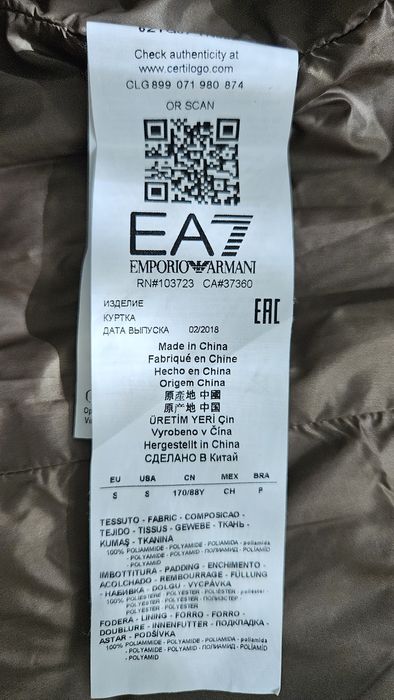 Check authenticity at
www.certilogo.com
CLG 899 071 980 874
OR SCAN
EA7
EMPORIO ARMANI
RN#103723 CA#37360
ИЗДЕЛИЕ
КУРТКА
ДАТА ВЫПУСКА 02/2018
EAC
Made in China
Fabriqué en Chine
Hecho en China
Origem China
原產地 中國
原产地 中国
ÜRETİM YERİ Çin
Vyrobeno v Čína
Hergestellt in China
СДЕЛАНО В Китай
EU USA CN MEX BRA
S S 170/88Y CH P
TESSUTO - FABRIC - COMPOSICAO -
TEJIDO - TISSUS - GEWEBE - ТКАНЬ -
KUMAŞ - TKANINA
100% POLIAMMIDE - POLYAMIDE - POLIAMIDA - poliamida
- POLYAMIDE - POLYAMID - ПОЛИАМИД - POLIAMID
- POLYAMID
IMBOTTITURA - PADDING - ENCHIMENTO -
ACOLCHADO - REMBOURRAGE - FÜLLUNG
- НАБИВКА - DOLGU - VYCPÁVKA
100% POLIESTERE - POLYESTER - POLIÉSTER - poliéster -
POLYESTER - POLYESTER - ПОЛИЭСТЕР -
POLYESTER - POLYESTER
FODERA - LINING - FORRO - FORRO -
DOUBLURE - INNENFUTTER - ПОДКЛАДКА -
ASTAR - PODŠÍVKA
100% POLIAMMIDE - POLYAMIDE - POLIAMIDA - poliamida
- POLYAMIDE - POLYAMID - ПОЛИАМИД - POLIAMID
- POLYAMID